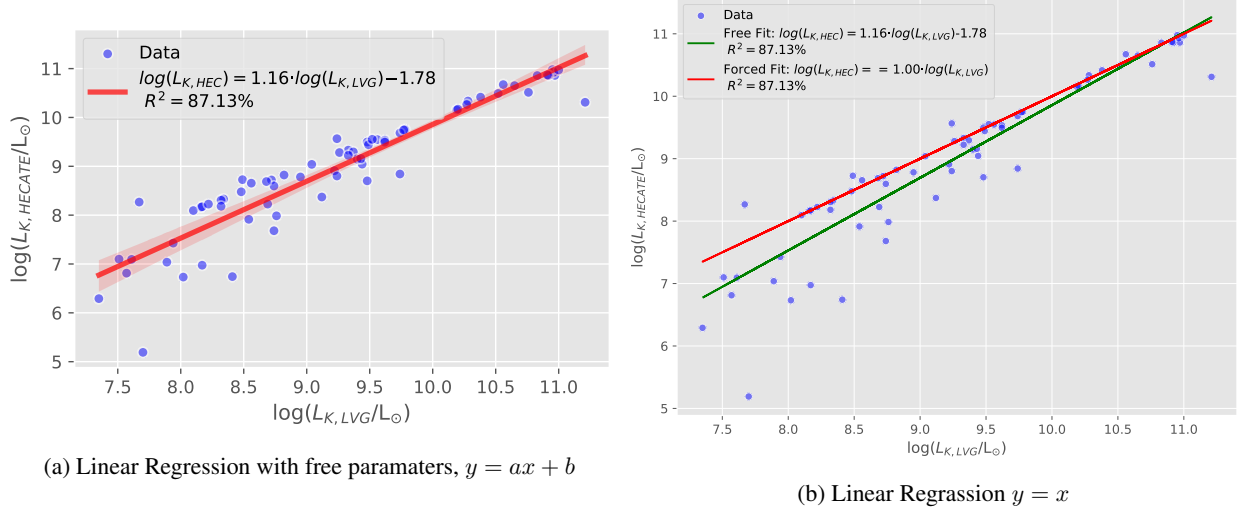 Data
log(L_{K,HEC}) = 1.16·log(L_{K,LVG})−1.78
R² = 87.13%
log(L_{K,HECATE}/L_⊙)
11
10
9
8
7
6
5
7.5 8.0 8.5 9.0 9.5 10.0 10.5 11.0
log(L_{K,LVG}/L_⊙)
(a) Linear Regression with free paramaters, y = ax + b
Data
Free Fit: log(L_{K,HEC}) = 1.16·log(L_{K,LVG})-1.78
R² = 87.13%
Forced Fit: log(L_{K,HEC}) = = 1.00·log(L_{K,LVG})
R² = 87.13%
log(L_{K,HECATE}/L_⊙)
11
10
9
8
7
6
5
7.5 8.0 8.5 9.0 9.5 10.0 10.5 11.0
log(L_{K,LVG}/L_⊙)
(b) Linear Regrassion y = x